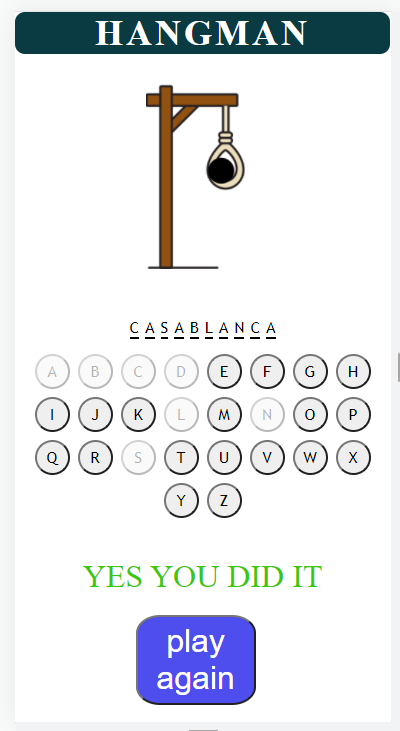 HANGMAN
C A S A B L A N C A
A B C D E F G H
I J K L M N O P
Q R S T U V W X
Y Z
YES YOU DID IT
play
again